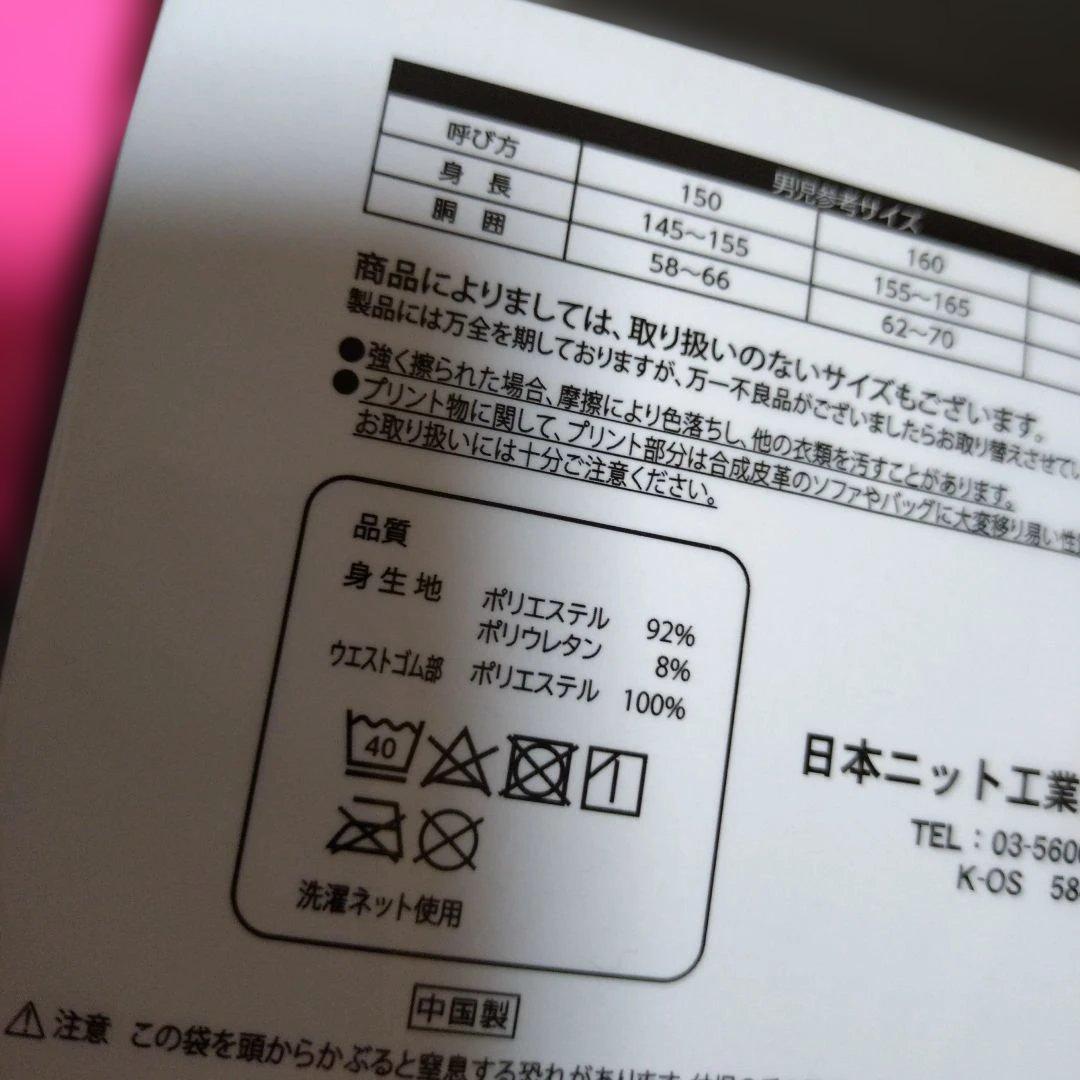 男児参考サイズ
呼び方 150 160
身長 145～155 155～165
胴囲 58～66 62～70
商品によりましては、取り扱いのないサイズもございます。
製品には万全を期しておりますが、万一不良品がございましたらお取り替えさせてい
●強く擦られた場合、摩擦により色落ちし、他の衣類を汚すことがあります。
●プリント物に関して、プリント部分は合成皮革のソファやバッグに大変移り易い性
お取り扱いには十分ご注意ください。
品質
身生地 ポリエステル 92%
ポリウレタン 8%
ウエストゴム部 ポリエステル 100%
40
洗濯ネット使用
日本ニット工業
TEL：03-560
K-OS 58
中国製
注意 この袋を頭からかぶると窒息する恐れがあります